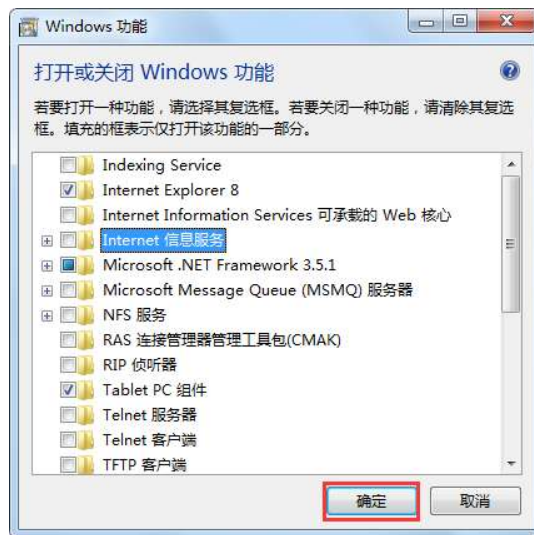 Windows 功能
打开或关闭 Windows 功能
若要打开一种功能，请选择其复选框。若要关闭一种功能，请清除其复选
框。填充的框表示仅打开该功能的一部分。
Indexing Service
Internet Explorer 8
Internet Information Services 可承载的 Web 核心
Internet 信息服务
Microsoft .NET Framework 3.5.1
Microsoft Message Queue (MSMQ) 服务器
NFS 服务
RAS 连接管理器管理工具包(CMAK)
RIP 侦听器
Tablet PC 组件
Telnet 服务器
Telnet 客户端
TFTP 客户端
确定
取消